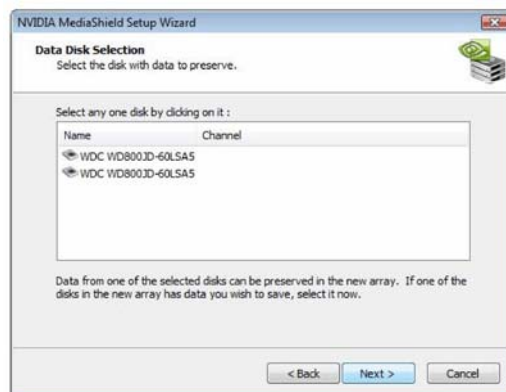 NVIDIA MediaShield Setup Wizard
Data Disk Selection
Select the disk with data to preserve.
Select any one disk by clicking on it :
Name Channel
WDC WD800JD-60LSA5
WDC WD800JD-60LSA5
Data from one of the selected disks can be preserved in the new array. If one of the
disks in the new array has data you wish to save, select it now.
< Back Next > Cancel